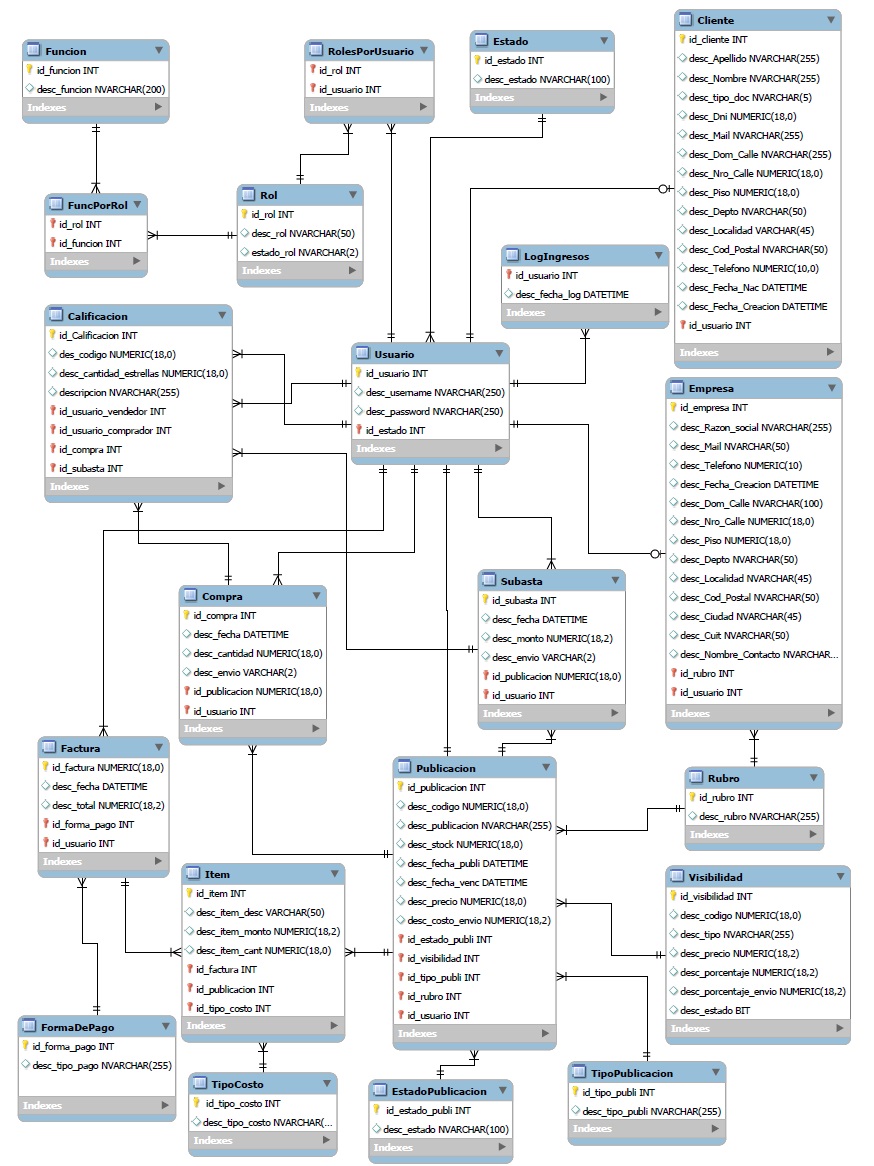 Funcion
id_funcion INT
desc_funcion NVARCHAR(200)
Indexes
RolesPorUsuario
id_rol INT
id_usuario INT
Indexes
Estado
id_estado INT
desc_estado NVARCHAR(100)
Indexes
Cliente
id_cliente INT
desc_Apellido NVARCHAR(255)
desc_Nombre NVARCHAR(255)
desc_tipo_doc NVARCHAR(5)
desc_Dni NUMERIC(18,0)
desc_Mail NVARCHAR(255)
desc_Dom_Calle NVARCHAR(255)
desc_Nro_Calle NUMERIC(18,0)
desc_Piso NUMERIC(18,0)
desc_Depto NVARCHAR(50)
desc_Localidad VARCHAR(45)
desc_Cod_Postal NVARCHAR(50)
desc_Telefono NUMERIC(10,0)
desc_Fecha_Nac DATETIME
desc_Fecha_Creacion DATETIME
id_usuario INT
Indexes
FuncPorRol
id_rol INT
id_funcion INT
Indexes
Rol
id_rol INT
desc_rol NVARCHAR(50)
estado_rol NVARCHAR(2)
Indexes
LogIngresos
id_usuario INT
desc_fecha_log DATETIME
Indexes
Calificacion
id_Calificacion INT
des_codigo NUMERIC(18,0)
desc_cantidad_estrellas NUMERIC(18,0)
descripcion NVARCHAR(255)
id_usuario_vendedor INT
id_usuario_comprador INT
id_compra INT
id_subasta INT
Indexes
Usuario
id_usuario INT
desc_username NVARCHAR(250)
desc_password NVARCHAR(250)
id_estado INT
Indexes
Empresa
id_empresa INT
desc_Razon_social NVARCHAR(255)
desc_Mail NVARCHAR(50)
desc_Telefono NUMERIC(10)
desc_Fecha_Creacion DATETIME
desc_Dom_Calle NVARCHAR(100)
desc_Nro_Calle NUMERIC(18,0)
desc_Piso NUMERIC(18,0)
desc_Depto NVARCHAR(50)
desc_Localidad NVARCHAR(45)
desc_Cod_Postal NVARCHAR(50)
desc_Ciudad NVARCHAR(45)
desc_Cuit NVARCHAR(50)
desc_Nombre_Contacto NVARCHAR...
id_rubro INT
id_usuario INT
Indexes
Compra
id_compra INT
desc_fecha DATETIME
desc_cantidad NUMERIC(18,0)
desc_envio VARCHAR(2)
id_publicacion NUMERIC(18,0)
id_usuario INT
Indexes
Subasta
id_subasta INT
desc_fecha DATETIME
desc_monto NUMERIC(18,2)
desc_envio VARCHAR(2)
id_publicacion NUMERIC(18,0)
id_usuario INT
Indexes
Factura
id_factura NUMERIC(18,0)
desc_fecha DATETIME
desc_total NUMERIC(18,2)
id_forma_pago INT
id_usuario INT
Indexes
Publicacion
id_publicacion INT
desc_codigo NUMERIC(18,0)
desc_publicacion NVARCHAR(255)
desc_stock NUMERIC(18,0)
desc_fecha_publi DATETIME
desc_fecha_venc DATETIME
desc_precio NUMERIC(18,0)
desc_costo_envio NUMERIC(18,2)
id_estado_publi INT
id_visibilidad INT
id_tipo_publi INT
id_rubro INT
id_usuario INT
Indexes
Rubro
id_rubro INT
desc_rubro NVARCHAR(255)
Indexes
Item
id_item INT
desc_item_desc VARCHAR(50)
desc_item_monto NUMERIC(18,2)
desc_item_cant NUMERIC(18,0)
id_factura INT
id_publicacion INT
id_tipo_costo INT
Indexes
Visibilidad
id_visibilidad INT
desc_codigo NUMERIC(18,0)
desc_tipo NVARCHAR(255)
desc_precio NUMERIC(18,2)
desc_porcentaje NUMERIC(18,2)
desc_porcentaje_envio NUMERIC(18,2)
desc_estado BIT
Indexes
FormaDePago
id_forma_pago INT
desc_tipo_pago NVARCHAR(255)
Indexes
TipoCosto
id_tipo_costo INT
desc_tipo_costo NVARCHAR(...
Indexes
EstadoPublicacion
id_estado_publi INT
desc_estado NVARCHAR(100)
Indexes
TipoPublicacion
id_tipo_publi INT
desc_tipo_publi NVARCHAR(255)
Indexes